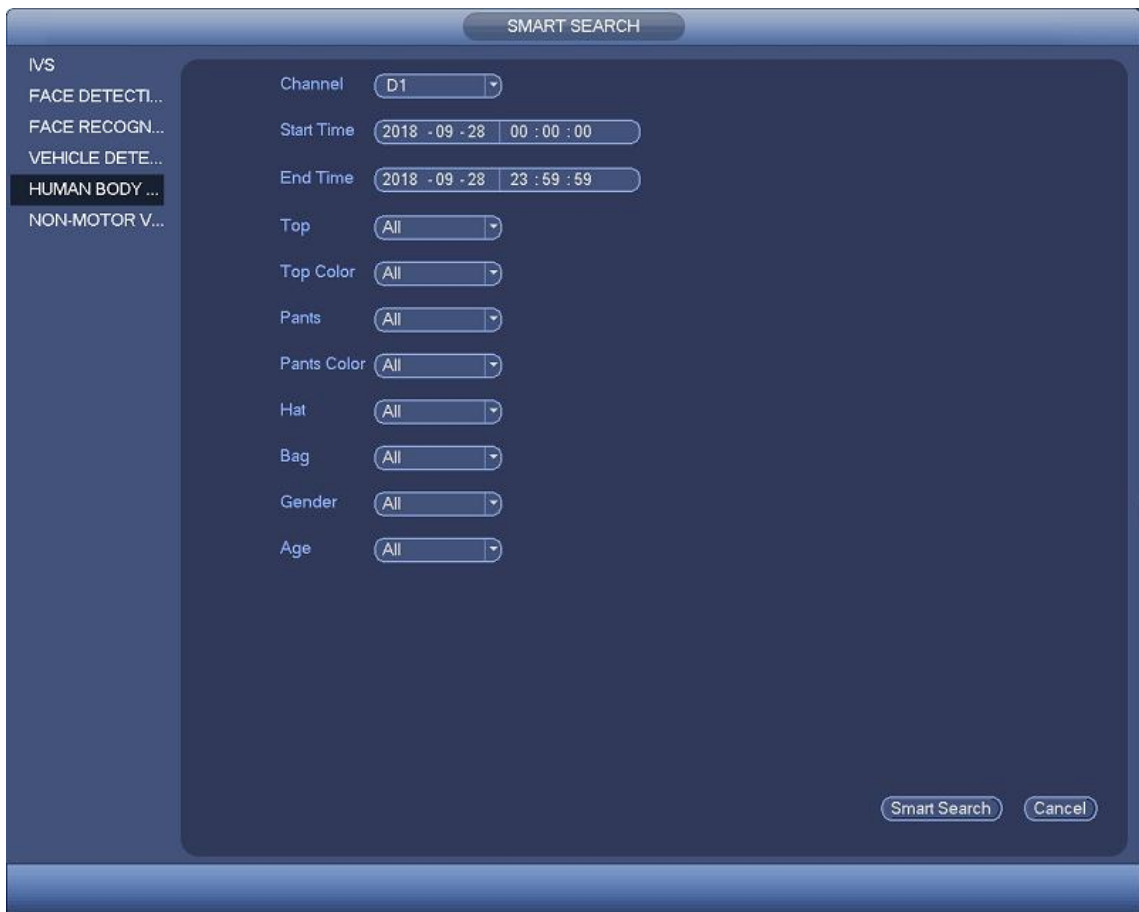 SMART SEARCH
IVS
FACE DETECTI...
FACE RECOGN...
VEHICLE DETE...
HUMAN BODY ...
NON-MOTOR V...
Channel D1
Start Time 2018 - 09 - 28 00 : 00 : 00
End Time 2018 - 09 - 28 23 : 59 : 59
Top All
Top Color All
Pants All
Pants Color All
Hat All
Bag All
Gender All
Age All
Smart Search Cancel